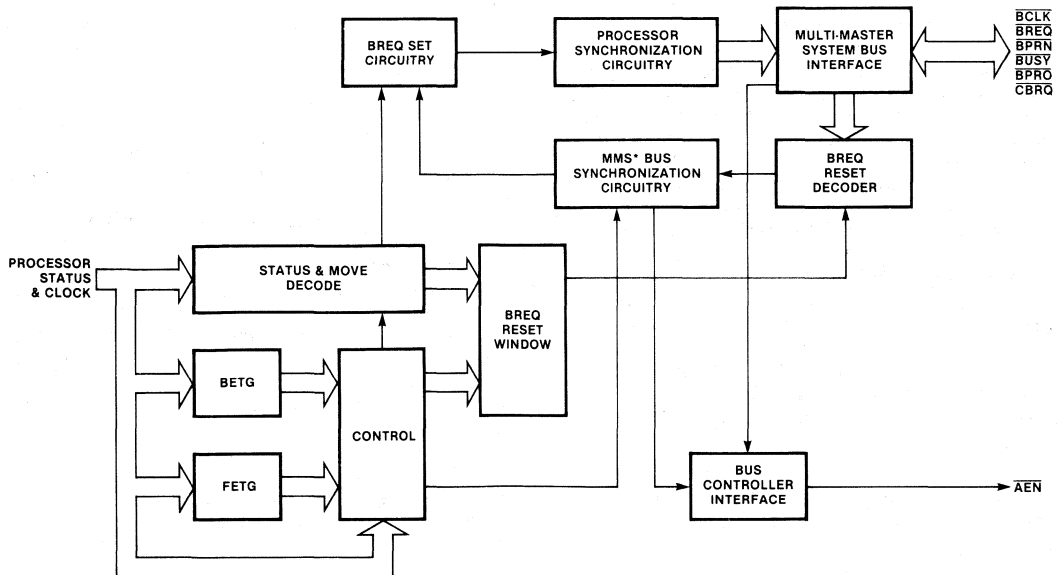 BREQ SET
CIRCUITRY
PROCESSOR
SYNCHRONIZATION
CIRCUITRY
MULTI-MASTER
SYSTEM BUS
INTERFACE
BCLK
BREQ
BPRN
BUSY
BPRO
CBRQ
MMS* BUS
SYNCHRONIZATION
CIRCUITRY
BREQ
RESET
DECODER
PROCESSOR
STATUS
& CLOCK
STATUS & MOVE
DECODE
BREQ
RESET
WINDOW
BETG
CONTROL
FETG
BUS
CONTROLLER
INTERFACE
AEN